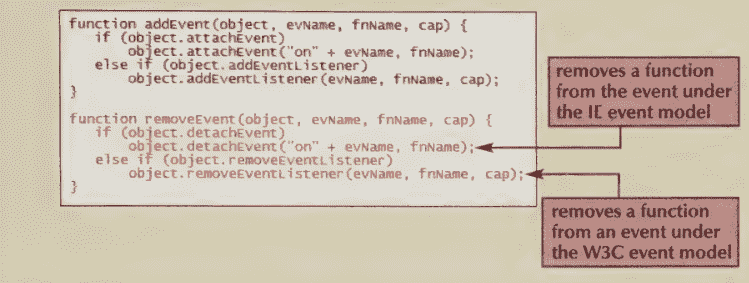 function addEvent(object, evName, fnName, cap) {
if (object.attachEvent)
object.attachEvent("on" + evName, fnName);
else if (object.addEventListener)
object.addEventListener(evName, fnName, cap);
}
function removeEvent(object, evName, fnName, cap) {
if (object.detachEvent)
object.detachEvent("on" + evName, fnName);
else if (object.removeEventListener)
object.removeEventListener(evName, fnName, cap);
}
removes a function
from the event under
the IE event model
removes a function
from an event under
the W3C event model